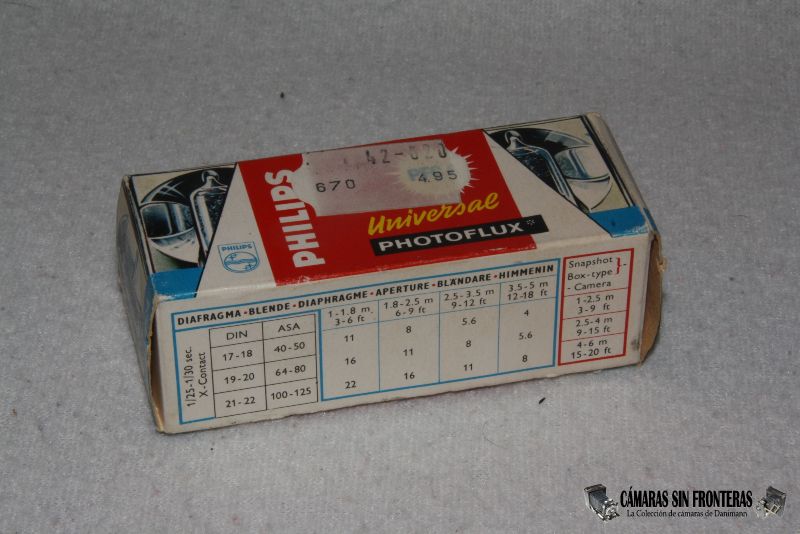 42-020
670
4.95
PHILIPS
Universal
PHOTOFLUX*
PHILIPS
DIAFRAGMA • BLENDE • DIAPHRAGME • APERTURE • BLÄNDARE • HIMMENIN
1/25-1/30 sec.
X-Contact
DIN ASA
17-18 40-50
19-20 64-80
21-22 100-125
1-1.8 m 1.8-2.5 m 2.5-3.5 m 3.5-5 m
3-6 ft 6-9 ft 9-12 ft 12-18 ft
11 8 5.6 4
16 11 8 5.6
22 16 11 8
Snapshot
Box-type
Camera
1-2.5 m
3-9 ft
2.5-4 m
9-15 ft
4-6 m
15-20 ft
CÁMARAS SIN FRONTERAS
La Colección de cámaras de Danimann